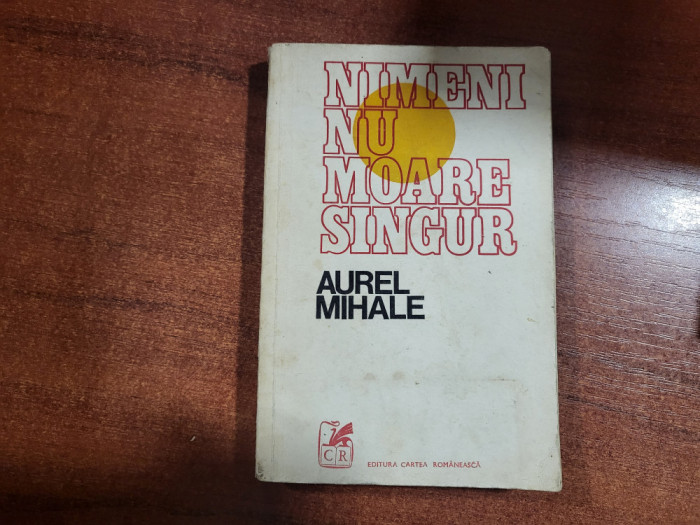 NIMENI
NU
MOARE
SINGUR
AUREL
MIHALE
CR
EDITURA CARTEA ROMÂNEASCĂ